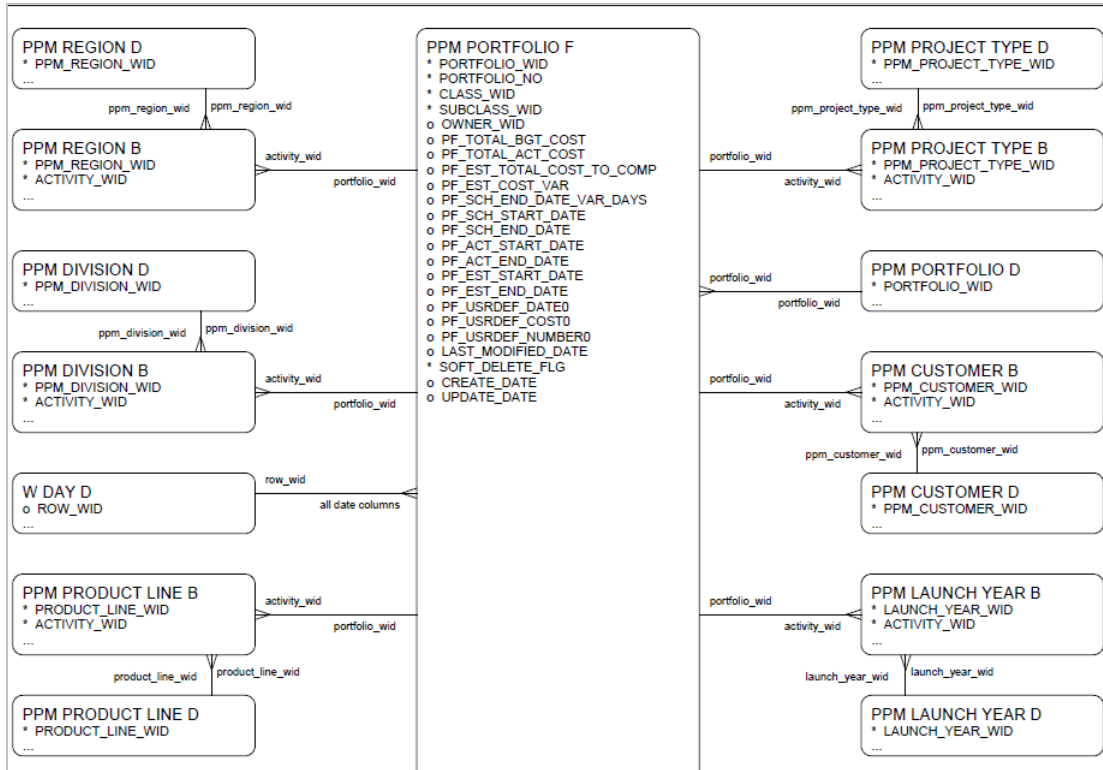 PPM REGION D
* PPM_REGION_WID
...
ppm_region_wid
ppm_region_wid
PPM REGION B
* PPM_REGION_WID
* ACTIVITY_WID
...
activity_wid
portfolio_wid
PPM DIVISION D
* PPM_DIVISION_WID
...
ppm_division_wid
ppm_division_wid
PPM DIVISION B
* PPM_DIVISION_WID
* ACTIVITY_WID
...
activity_wid
portfolio_wid
W DAY D
o ROW_WID
...
row_wid
all date columns
PPM PRODUCT LINE B
* PRODUCT_LINE_WID
* ACTIVITY_WID
...
activity_wid
portfolio_wid
product_line_wid
product_line_wid
PPM PRODUCT LINE D
* PRODUCT_LINE_WID
...
PPM PORTFOLIO F
* PORTFOLIO_WID
* PORTFOLIO_NO
* CLASS_WID
* SUBCLASS_WID
o OWNER_WID
o PF_TOTAL_BGT_COST
o PF_TOTAL_ACT_COST
o PF_EST_TOTAL_COST_TO_COMP
o PF_EST_COST_VAR
o PF_SCH_END_DATE_VAR_DAYS
o PF_SCH_START_DATE
o PF_SCH_END_DATE
o PF_ACT_START_DATE
o PF_ACT_END_DATE
o PF_EST_START_DATE
o PF_EST_END_DATE
o PF_USRDEF_DATE0
o PF_USRDEF_COST0
o PF_USRDEF_NUMBER0
o LAST_MODIFIED_DATE
* SOFT_DELETE_FLG
o CREATE_DATE
o UPDATE_DATE
PPM PROJECT TYPE D
* PPM_PROJECT_TYPE_WID
...
ppm_project_type_wid
ppm_project_type_wid
PPM PROJECT TYPE B
* PPM_PROJECT_TYPE_WID
* ACTIVITY_WID
...
portfolio_wid
activity_wid
PPM PORTFOLIO D
* PORTFOLIO_WID
...
portfolio_wid
portfolio_wid
PPM CUSTOMER B
* PPM_CUSTOMER_WID
* ACTIVITY_WID
...
portfolio_wid
activity_wid
ppm_customer_wid
ppm_customer_wid
PPM CUSTOMER D
* PPM_CUSTOMER_WID
...
PPM LAUNCH YEAR B
* LAUNCH_YEAR_WID
* ACTIVITY_WID
...
portfolio_wid
activity_wid
launch_year_wid
launch_year_wid
PPM LAUNCH YEAR D
* LAUNCH_YEAR_WID
...